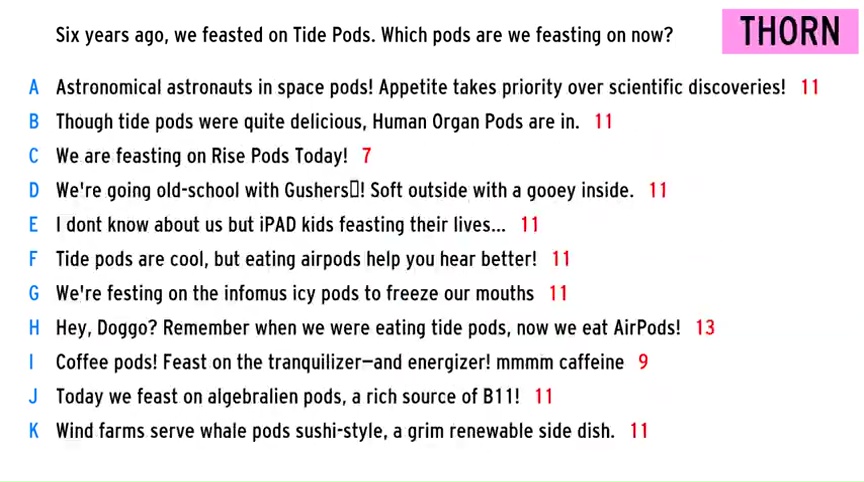 Six years ago, we feasted on Tide Pods. Which pods are we feasting on now?
THORN
A Astronomical astronauts in space pods! Appetite takes priority over scientific discoveries! 11
B Though tide pods were quite delicious, Human Organ Pods are in. 11
C We are feasting on Rise Pods Today! 7
D We're going old-school with Gushers▯! Soft outside with a gooey inside. 11
E I dont know about us but iPAD kids feasting their lives... 11
F Tide pods are cool, but eating airpods help you hear better! 11
G We're festing on the infomus icy pods to freeze our mouths 11
H Hey, Doggo? Remember when we were eating tide pods, now we eat AirPods! 13
I Coffee pods! Feast on the tranquilizer—and energizer! mmmm caffeine 9
J Today we feast on algebralien pods, a rich source of B11! 11
K Wind farms serve whale pods sushi-style, a grim renewable side dish. 11